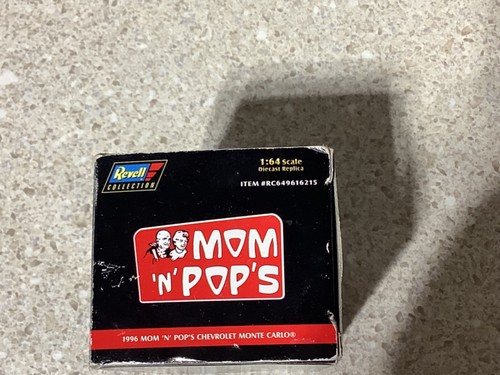 Revell
COLLECTION
1:64 Scale
Diecast Replica
ITEM #RC649616215
MOM
'N' POP'S
1996 MOM 'N' POP'S CHEVROLET MONTE CARLO®